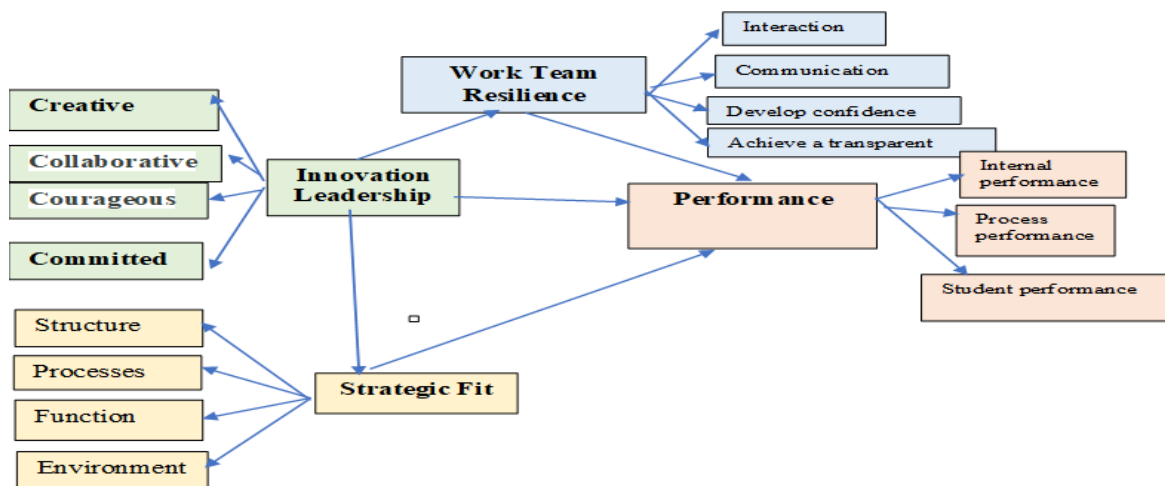 Interaction
Work Team
Resilience
Communication
Creative
Develop confidence
Achieve a transparent
Collaborative
Innovation
Leadership
Internal
performance
Courageous
Performance
Process
performance
Committed
Student performance
Structure
Processes
Strategic Fit
Function
Environment